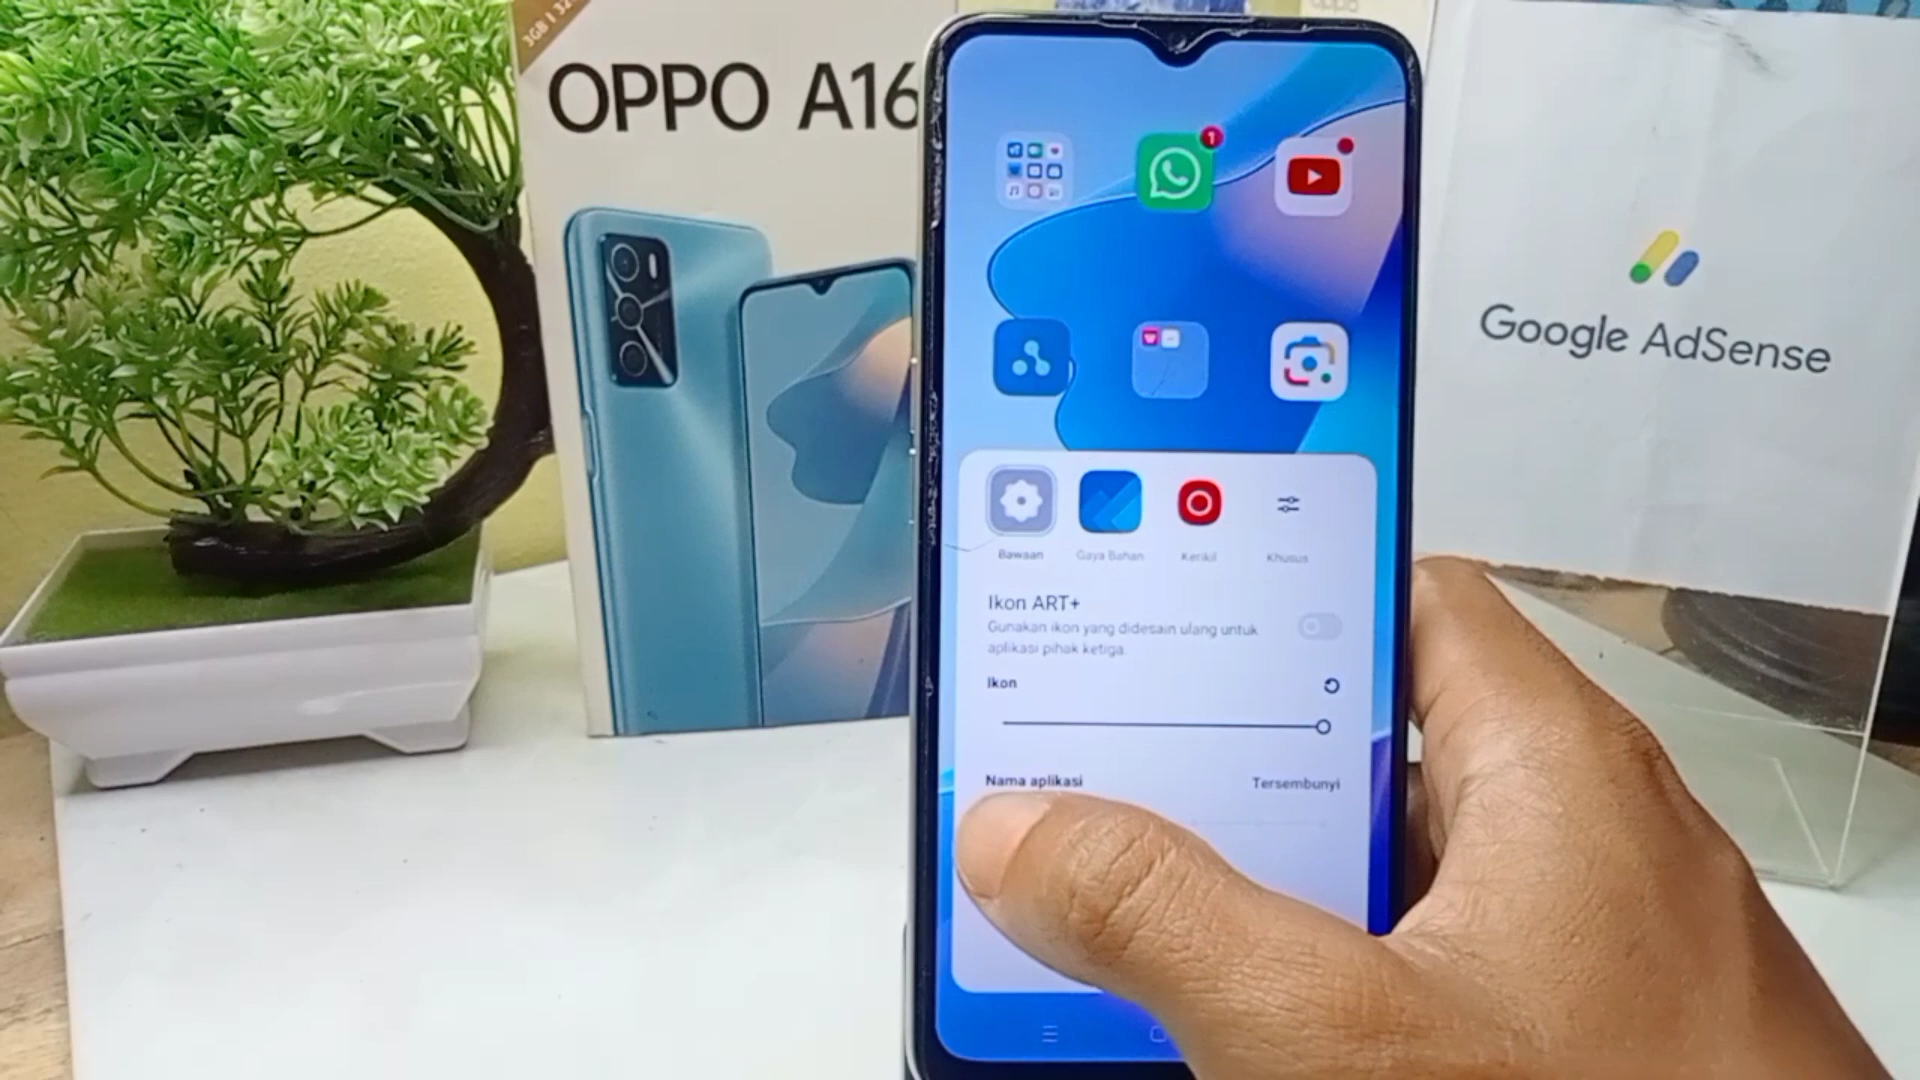 OPPO A16
Google AdSense
1
Bawaan
Gaya Bahan
Kerikil
Khusus
Ikon ART+
Gunakan ikon yang didesain ulang untuk
aplikasi pihak ketiga.
Ikon
Nama aplikasi
Tersembunyi